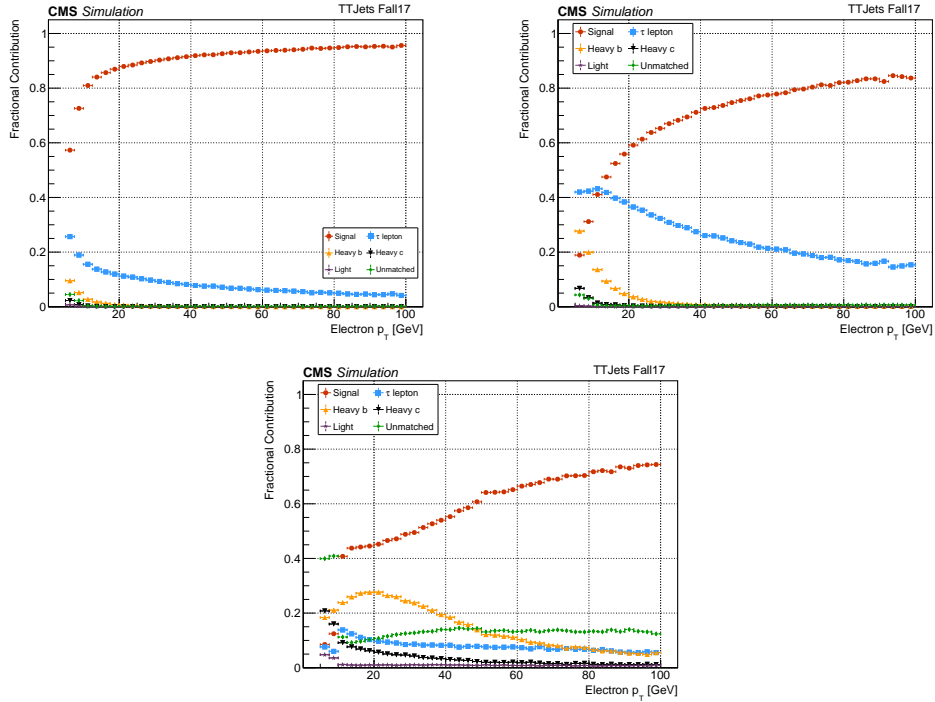 CMS Simulation TTJets Fall17
Fractional Contribution
1
0.8
0.6
0.4
0.2
0
Signal τ lepton
Heavy b Heavy c
Light Unmatched
20 40 60 80 100
Electron pT [GeV]
CMS Simulation TTJets Fall17
Fractional Contribution
1
0.8
0.6
0.4
0.2
0
Signal τ lepton
Heavy b Heavy c
Light Unmatched
20 40 60 80 100
Electron pT [GeV]
CMS Simulation TTJets Fall17
Fractional Contribution
1
0.8
0.6
0.4
0.2
0
Signal τ lepton
Heavy b Heavy c
Light Unmatched
20 40 60 80 100
Electron pT [GeV]